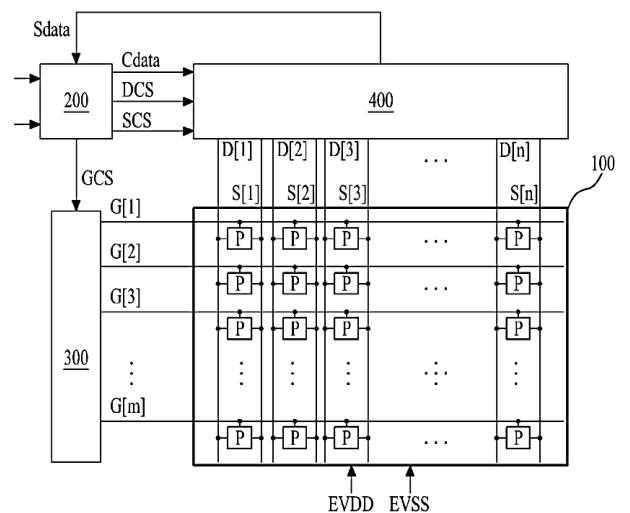 Sdata
Cdata
DCS
SCS
200
400
GCS
D[1] D[2] D[3] ... D[n]
S[1] S[2] S[3] S[n]
100
G[1]
P P P ... P
G[2]
P P P ... P
G[3]
P P P P
300
G[m]
P P P ... P
EVDD EVSS